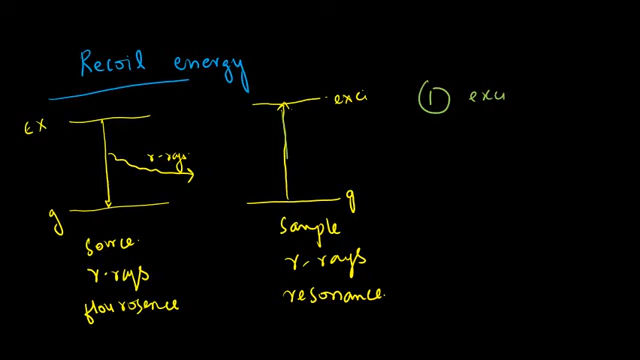 Recoil energy
① exci
Ex
exci
γ-rays
g
g
Source.
γ-rays
flourosence
Sample
γ-rays
resonance.